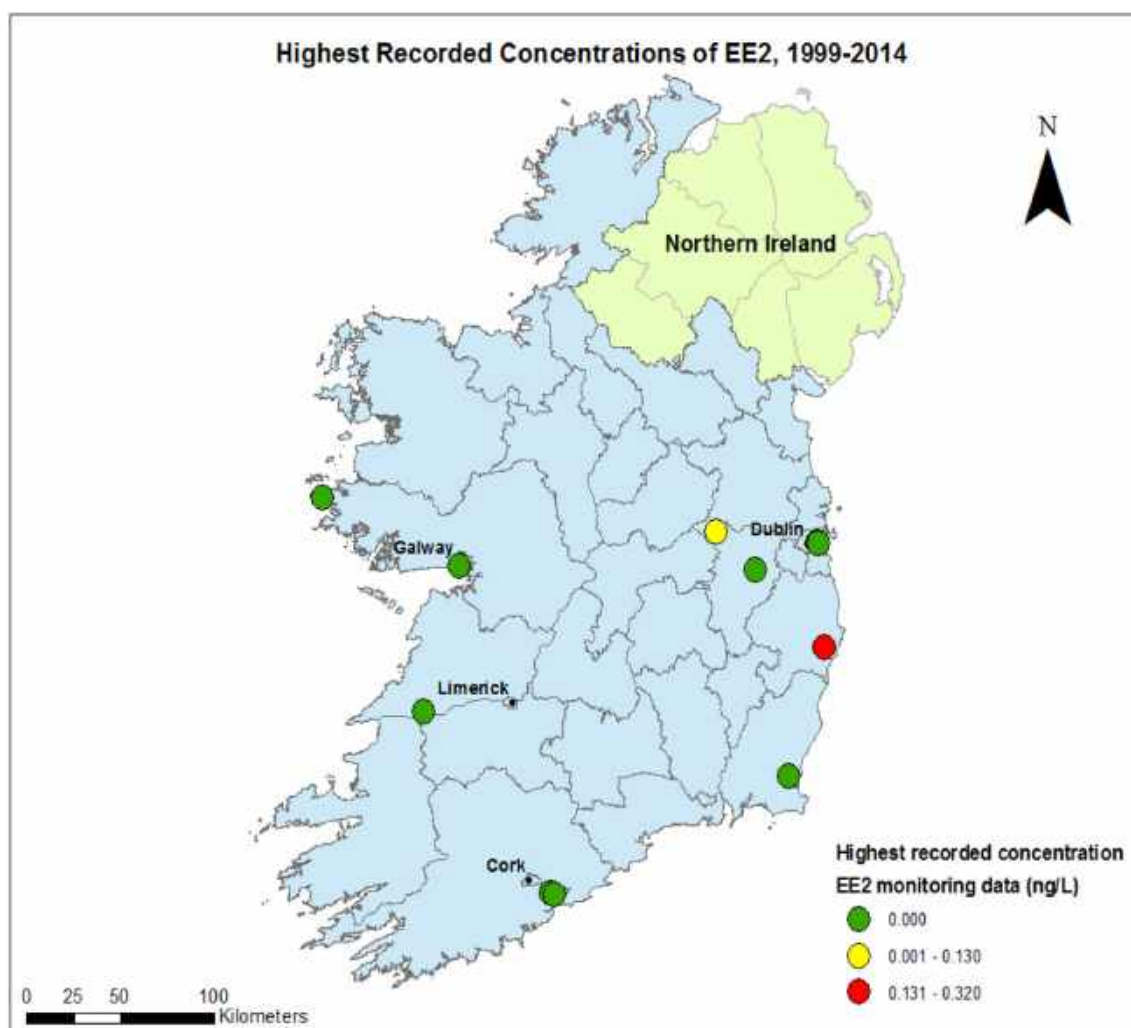 Highest Recorded Concentrations of EE2, 1999-2014
N
Northern Ireland
Dublin
Galway
Limerick
Cork
Highest recorded concentration
EE2 monitoring data (ng/L)
0.000
0.001 - 0.130
0.131 - 0.320
0 25 50 100
Kilometers